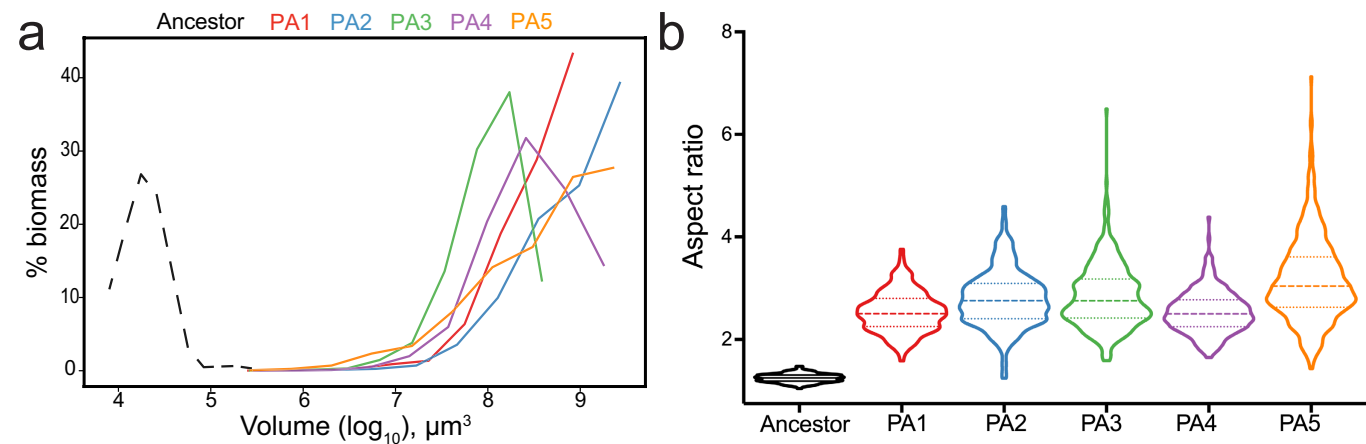 a
Ancestor PA1 PA2 PA3 PA4 PA5
% biomass
40
30
20
10
0
4 5 6 7 8 9
Volume (log10), μm³
b
Aspect ratio
8
6
4
2
Ancestor PA1 PA2 PA3 PA4 PA5